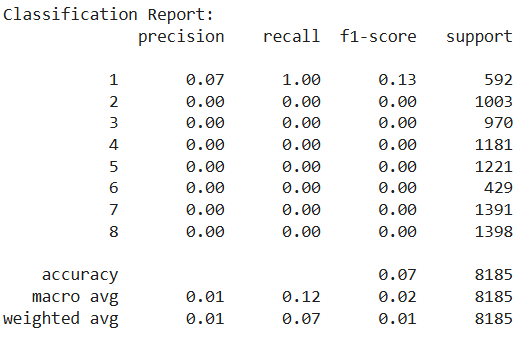 Classification Report:
precision recall f1-score support
1 0.07 1.00 0.13 592
2 0.00 0.00 0.00 1003
3 0.00 0.00 0.00 970
4 0.00 0.00 0.00 1181
5 0.00 0.00 0.00 1221
6 0.00 0.00 0.00 429
7 0.00 0.00 0.00 1391
8 0.00 0.00 0.00 1398
accuracy 0.07 8185
macro avg 0.01 0.12 0.02 8185
weighted avg 0.01 0.07 0.01 8185